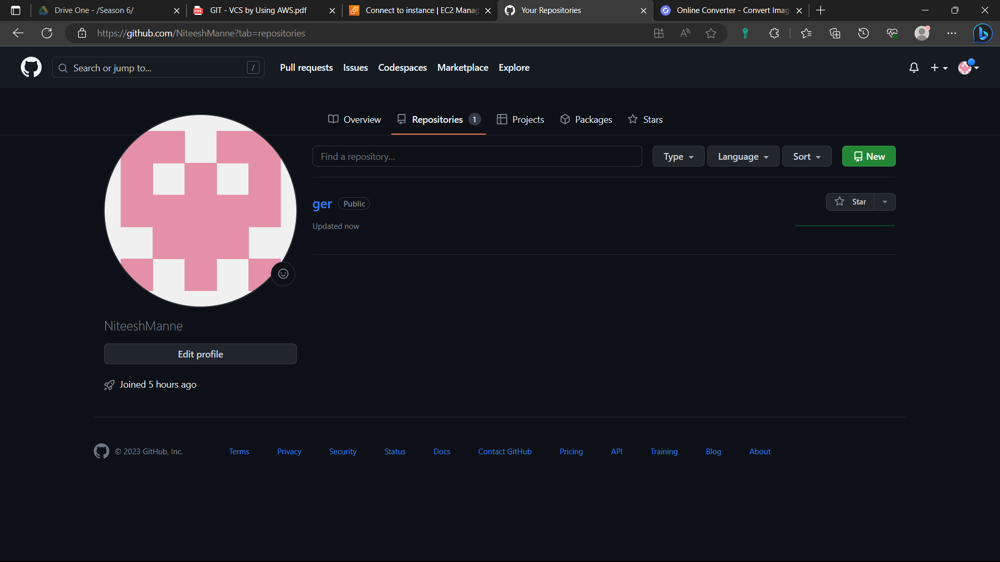 Drive One - /Season 6/
GIT - VCS by Using AWS.pdf
Connect to instance | EC2 Manag
Your Repositories
Online Converter - Convert Imag
https://github.com/NiteeshManne?tab=repositories
Search or jump to...
/
Pull requests
Issues
Codespaces
Marketplace
Explore
Overview
Repositories 1
Projects
Packages
Stars
Find a repository...
Type
Language
Sort
New
ger
Public
Star
Updated now
NiteeshManne
Edit profile
Joined 5 hours ago
© 2023 GitHub, Inc.
Terms
Privacy
Security
Status
Docs
Contact GitHub
Pricing
API
Training
Blog
About